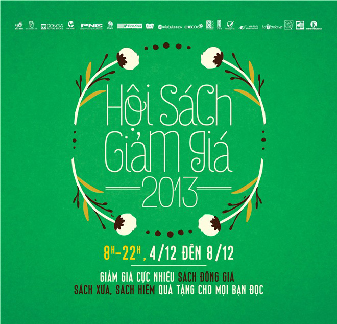 Hội Sách
Giảm giá
2013
8H-22H, 4/12 ĐẾN 8/12
GIẢM GIÁ CỰC NHIỀU SÁCH ĐỒNG GIÁ
SÁCH XƯA, SÁCH HIẾM QUÀ TẶNG CHO MỌI BẠN ĐỌC